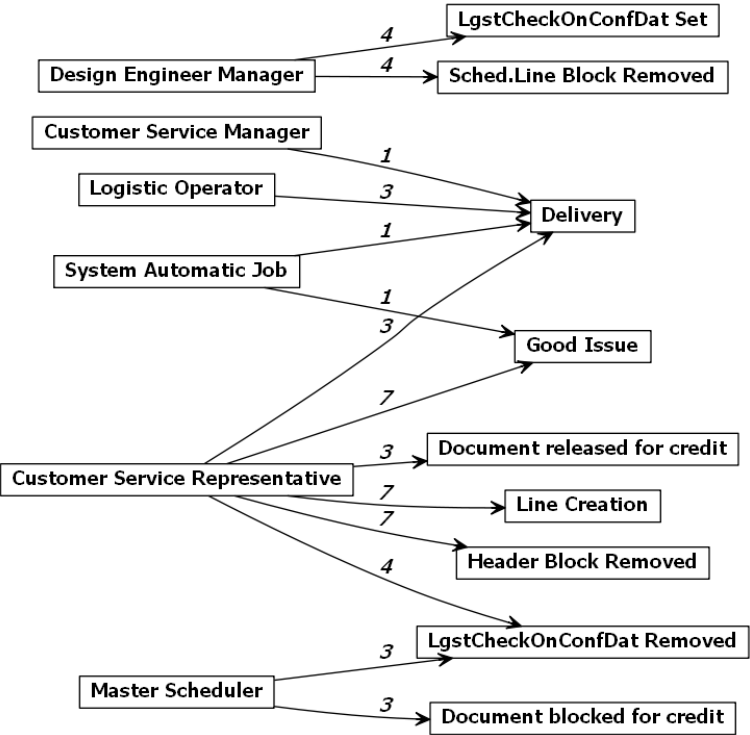 LgstCheckOnConfDat Set
4
Design Engineer Manager
4
Sched.Line Block Removed
Customer Service Manager
1
Logistic Operator
3
Delivery
1
System Automatic Job
1
3
Good Issue
7
Document released for credit
3
Customer Service Representative
7
Line Creation
7
Header Block Removed
4
LgstCheckOnConfDat Removed
3
Master Scheduler
3
Document blocked for credit